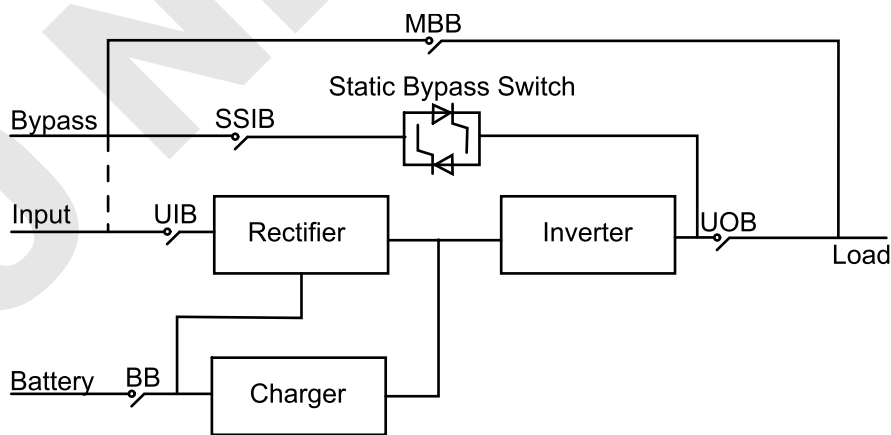 MBB
Static Bypass Switch
Bypass
SSIB
Input
UIB
Rectifier
Inverter
UOB
Load
Battery
BB
Charger